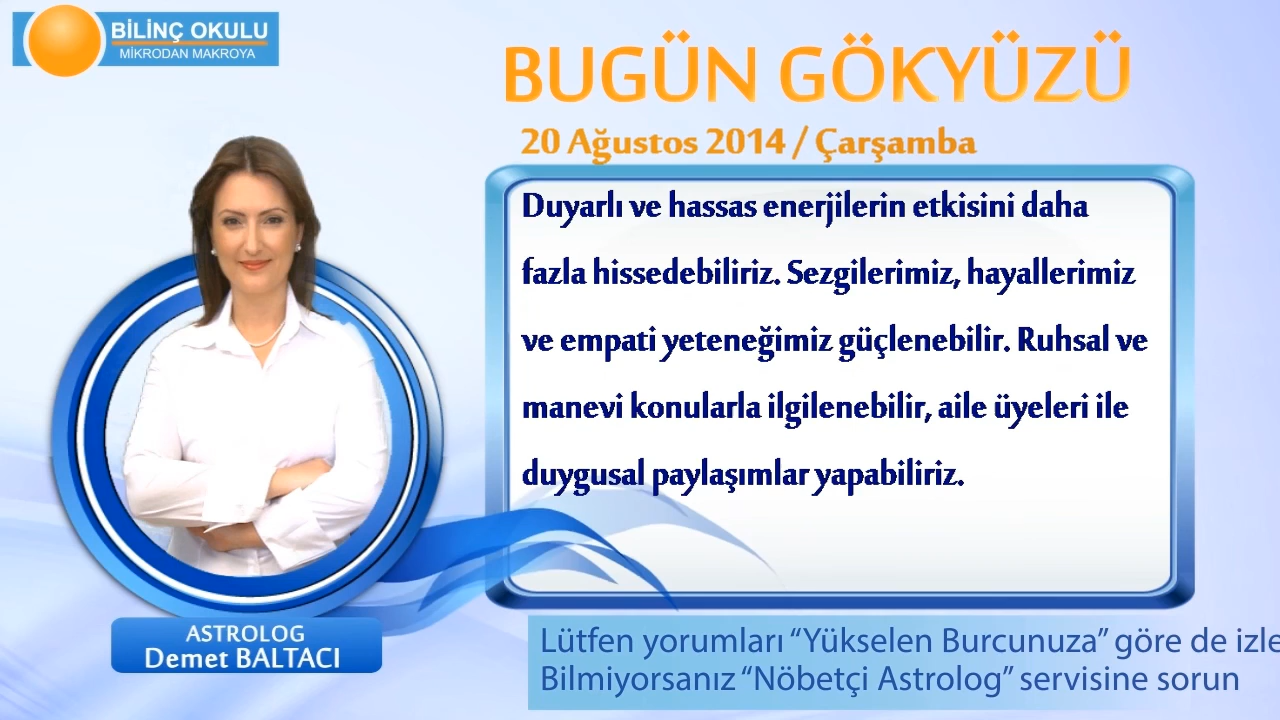 BİLİNÇ OKULU
MİKRODAN MAKROYA
BUGÜN GÖKYÜZÜ
20 Ağustos 2014 / Çarşamba
Duyarlı ve hassas enerjilerin etkisini daha
fazla hissedebiliriz. Sezgilerimiz, hayallerimiz
ve empati yeteneğimiz güçlenebilir. Ruhsal ve
manevi konularla ilgilenebilir, aile üyeleri ile
duygusal paylaşımlar yapabiliriz.
ASTROLOG
Demet BALTACI
Lütfen yorumları “Yükselen Burcunuza” göre de izle
Bilmiyorsanız “Nöbetçi Astrolog” servisine sorun